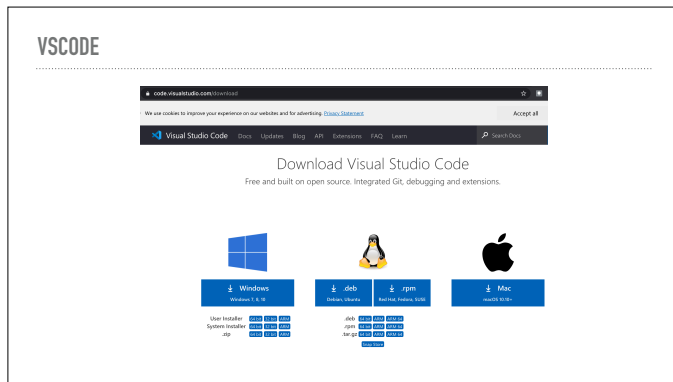 VSCODE
code.visualstudio.com/download
We use cookies to improve your experience on our websites and for advertising. Privacy Statement Accept all
Visual Studio Code Docs Updates Blog API Extensions FAQ Learn Search Docs
Download Visual Studio Code
Free and built on open source. Integrated Git, debugging and extensions.
Windows
Windows 7, 8, 10
.deb
Debian, Ubuntu
.rpm
Red Hat, Fedora, SUSE
Mac
macOS 10.10+
User Installer 64 bit 32 bit ARM
System Installer 64 bit 32 bit ARM
.zip 64 bit 32 bit ARM
.deb 64 bit ARM ARM 64
.rpm 64 bit ARM ARM 64
.tar.gz 64 bit ARM ARM 64
Snap Store